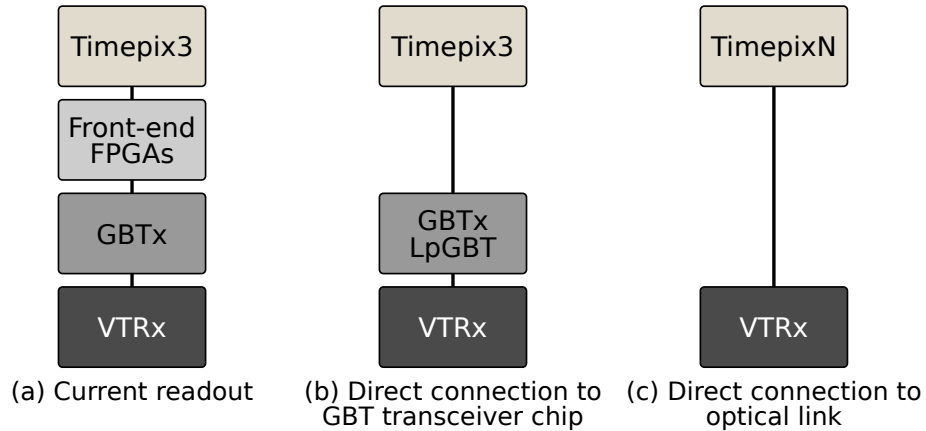 Timepix3
Front-end
FPGAs
GBTx
VTRx
(a) Current readout
Timepix3
GBTx
LpGBT
VTRx
(b) Direct connection to
GBT transceiver chip
TimepixN
VTRx
(c) Direct connection to
optical link